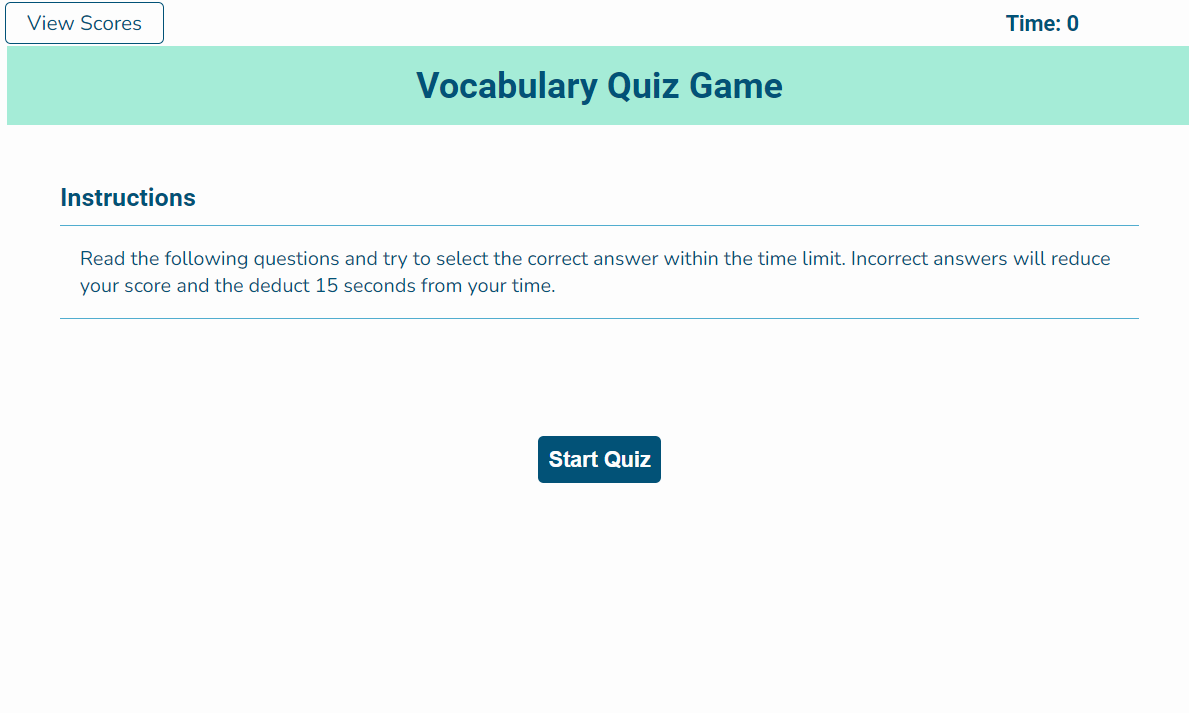 View Scores
Time: 0
Vocabulary Quiz Game
Instructions
Read the following questions and try to select the correct answer within the time limit. Incorrect answers will reduce
your score and the deduct 15 seconds from your time.
Start Quiz